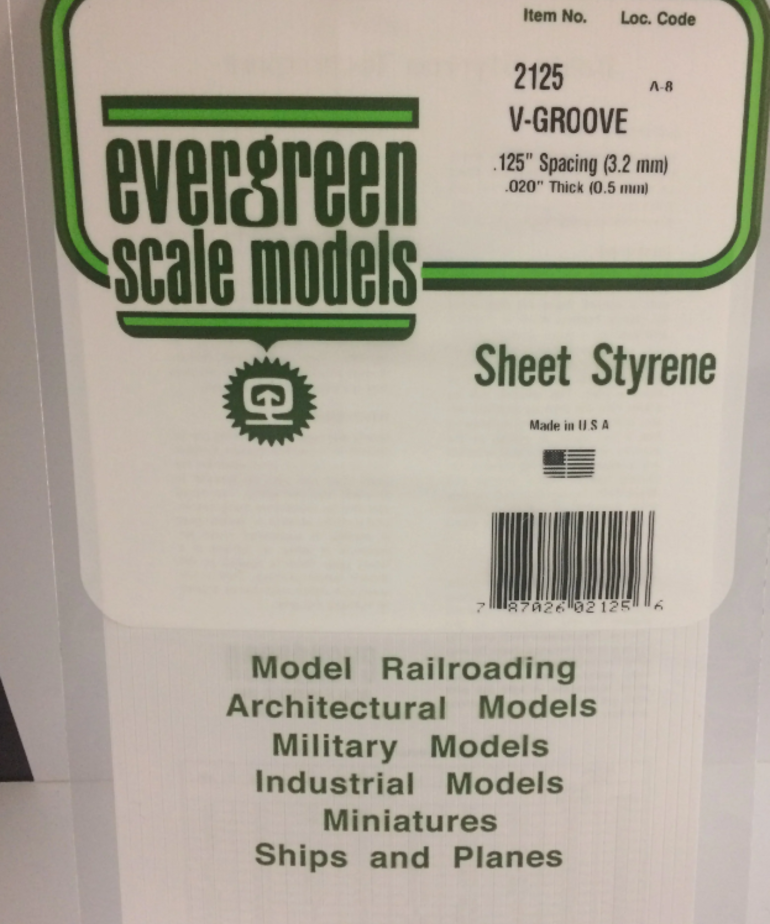 Item No. Loc. Code
2125 A-8
V-GROOVE
.125" Spacing (3.2 mm)
.020" Thick (0.5 mm)
evergreen
scale models
Sheet Styrene
Made in U.S.A
7 87026 02125 6
Model Railroading
Architectural Models
Military Models
Industrial Models
Miniatures
Ships and Planes